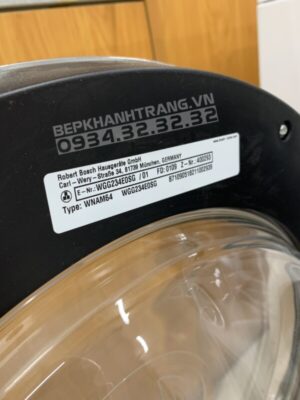 BEPKHANHTRANG.VN
0934.32.32.32
Robert Bosch Hausgeräte GmbH
Carl - Wery - Straße 34, 81739 München, GERMANY
E-Nr.: WGG234E0SG / 01 FD: 0109 Z-Nr. 400293
Type: WNAM64 WGG234E0SG